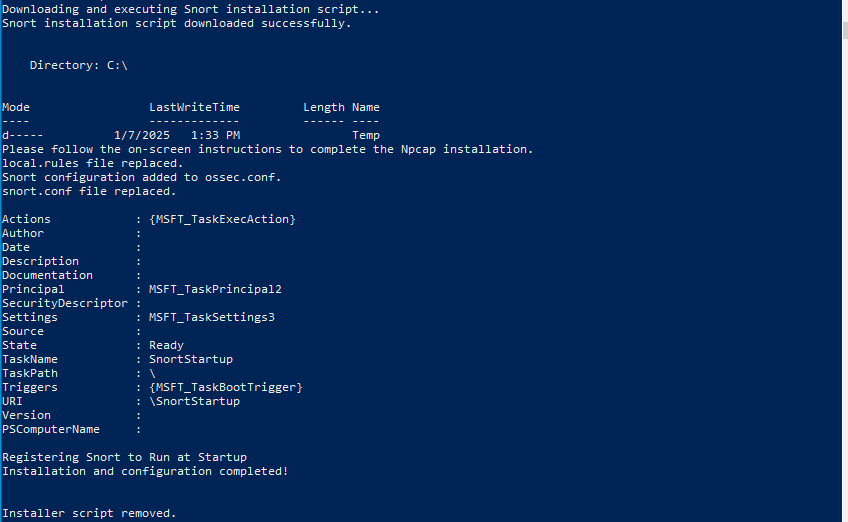 Downloading and executing Snort installation script...
Snort installation script downloaded successfully.
Directory: C:\
Mode                 LastWriteTime         Length Name
----                 -------------         ------ ----
d-----          1/7/2025   1:33 PM                Temp
Please follow the on-screen instructions to complete the Npcap installation.
local.rules file replaced.
Snort configuration added to ossec.conf.
snort.conf file replaced.
Actions            : {MSFT_TaskExecAction}
Author             :
Date               :
Description        :
Documentation      :
Principal          : MSFT_TaskPrincipal2
SecurityDescriptor :
Settings           : MSFT_TaskSettings3
Source             :
State              : Ready
TaskName           : SnortStartup
TaskPath           : \
Triggers           : {MSFT_TaskBootTrigger}
URI                : \SnortStartup
Version            :
PSComputerName     :
Registering Snort to Run at Startup
Installation and configuration completed!
Installer script removed.